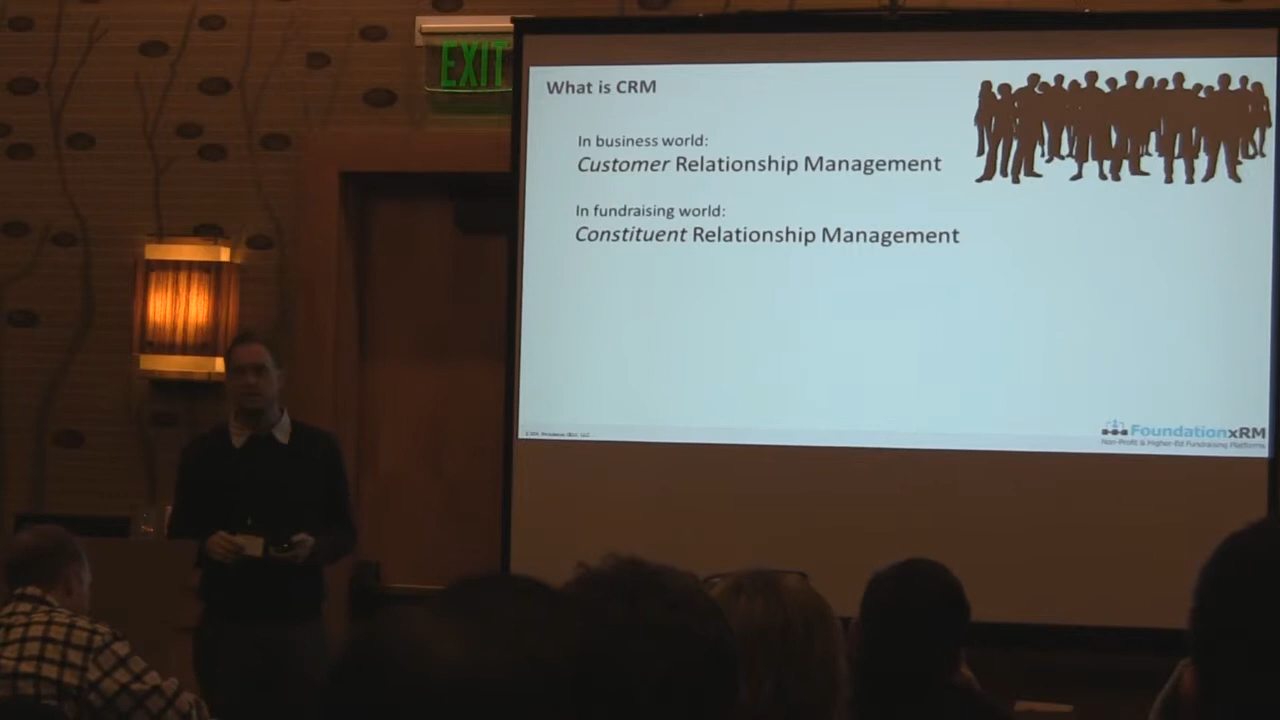 EXIT
What is CRM
In business world:
Customer Relationship Management
In fundraising world:
Constituent Relationship Management
FoundationxRM
Non-Profit & Higher-Ed Fundraising Platforms